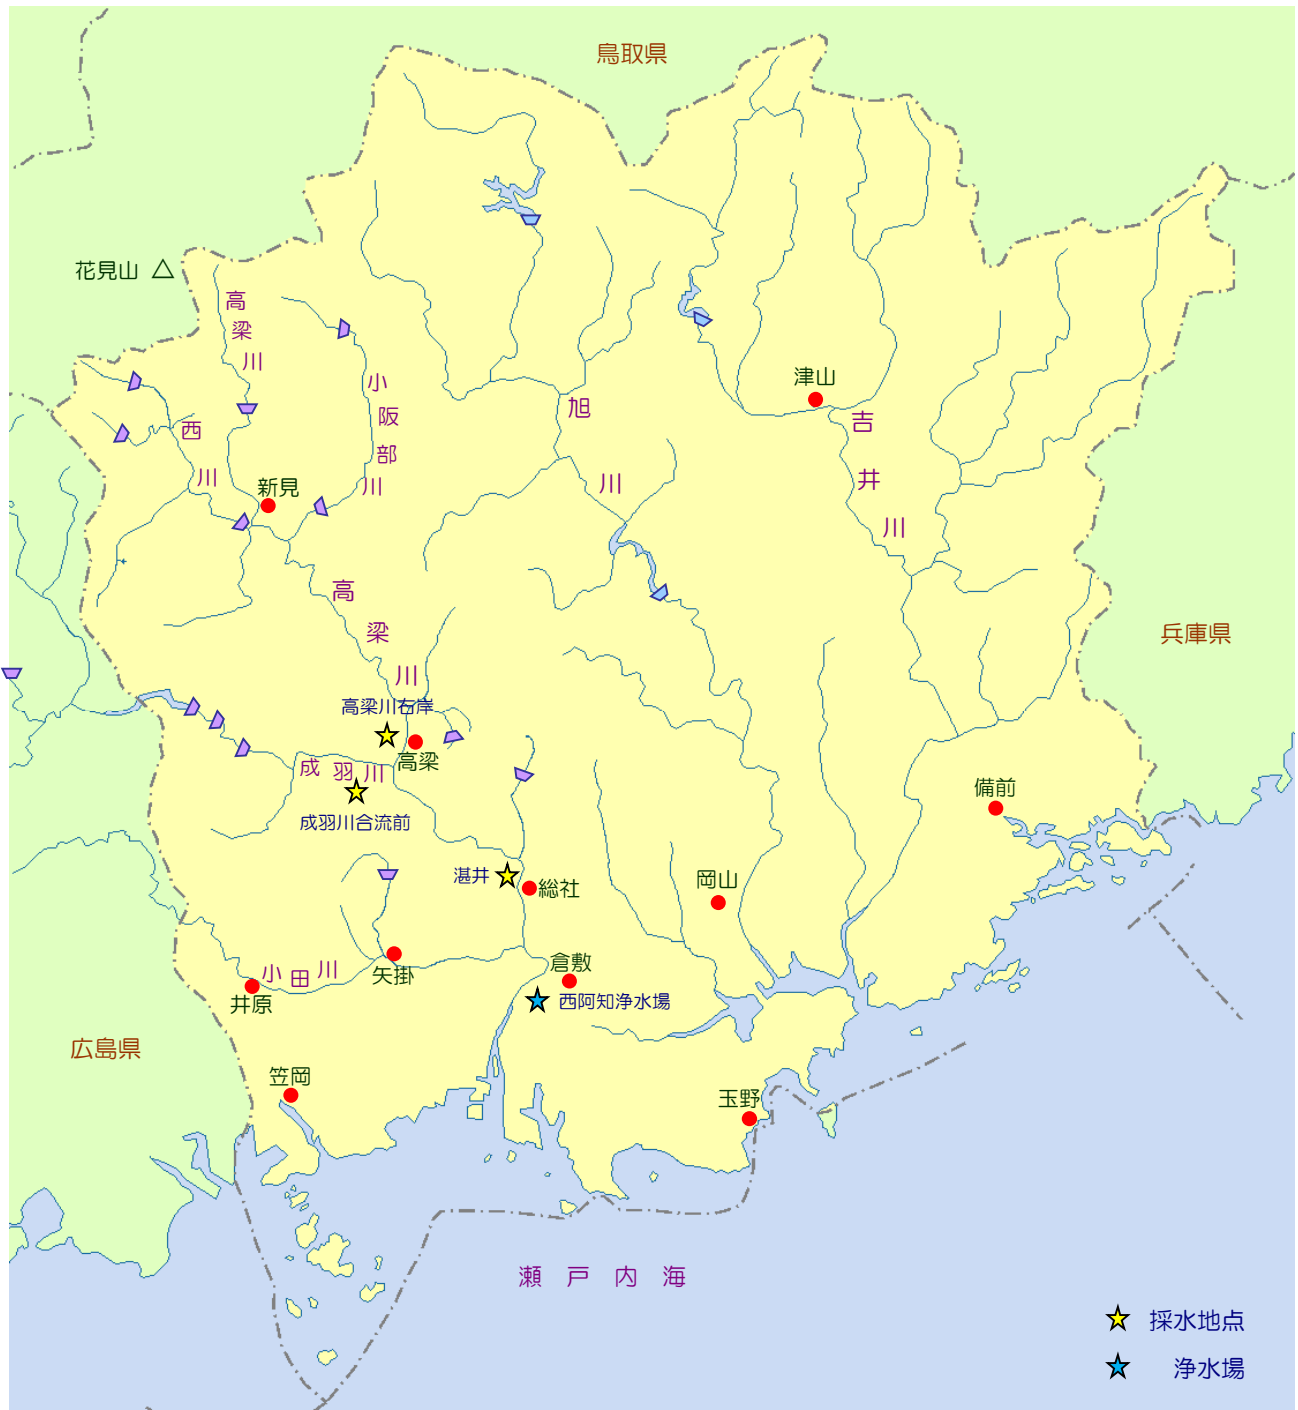 鳥取県
花見山
高梁川
小阪部川
西川
新見
旭川
津山
吉井川
高梁川
兵庫県
高梁川右岸
高梁
成羽川
成羽川合流前
備前
湛井
総社
岡山
小田川
矢掛
井原
倉敷
西阿知浄水場
広島県
笠岡
玉野
瀬戸内海
採水地点
浄水場